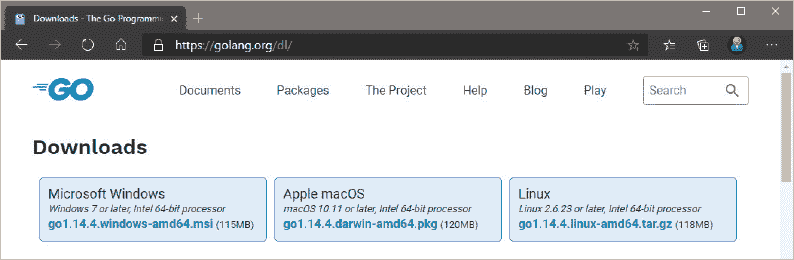 Downloads - The Go Programmi
https://golang.org/dl/
GO
Documents Packages The Project Help Blog Play Search
Downloads
Microsoft Windows
Windows 7 or later, Intel 64-bit processor
go1.14.4.windows-amd64.msi (115MB)
Apple macOS
macOS 10.11 or later, Intel 64-bit processor
go1.14.4.darwin-amd64.pkg (120MB)
Linux
Linux 2.6.23 or later, Intel 64-bit processor
go1.14.4.linux-amd64.tar.gz (118MB)